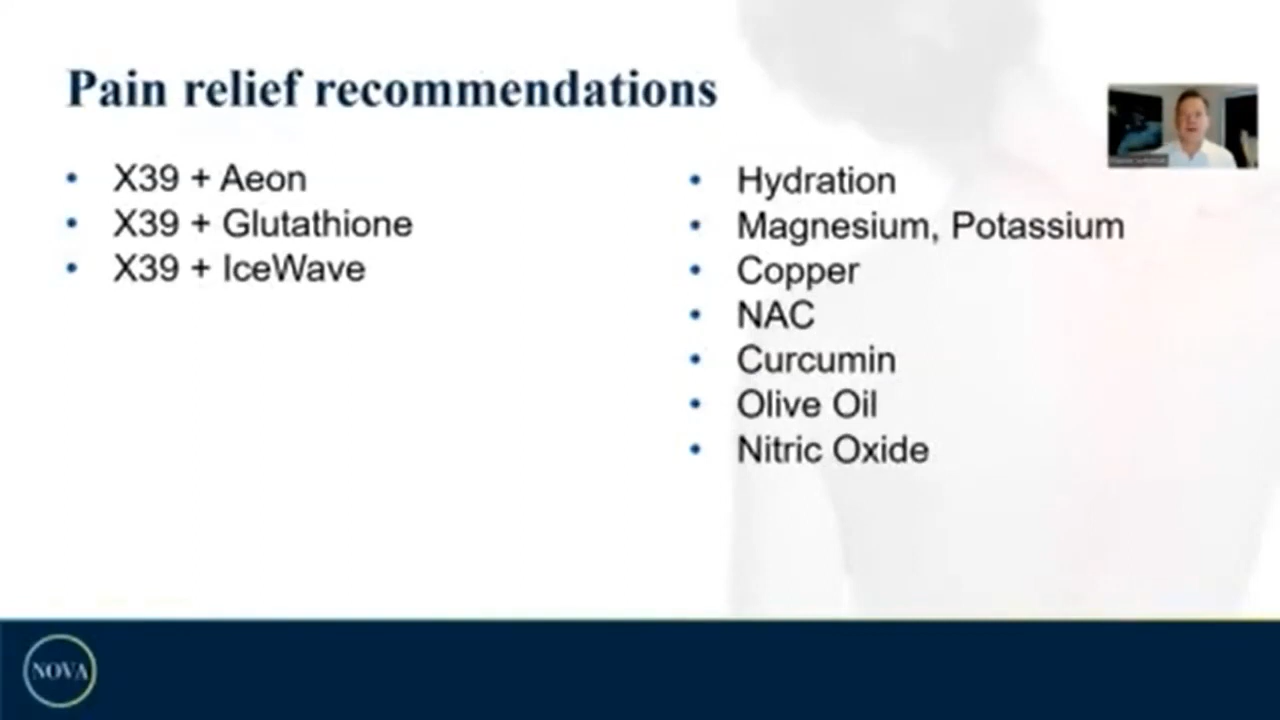 Pain relief recommendations
X39 + Aeon
X39 + Glutathione
X39 + IceWave
Hydration
Magnesium, Potassium
Copper
NAC
Curcumin
Olive Oil
Nitric Oxide
NOVA